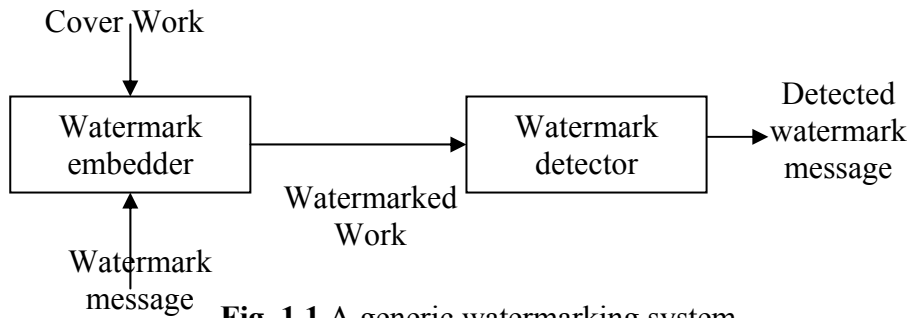 Cover Work
Watermark
embedder
Watermark
detector
Detected
watermark
message
Watermarked
Work
Watermark
message
Fig. 1.1 A generic watermarking system